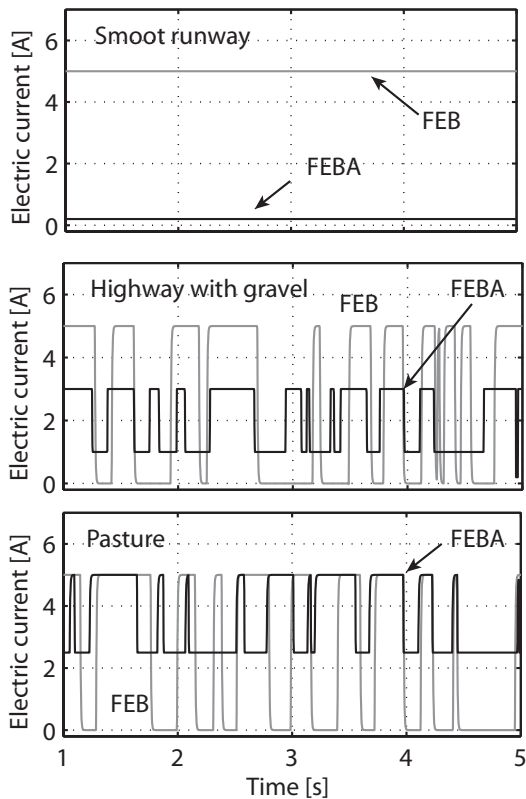 Electric current [A]
6
4
2
0
Smoot runway
FEB
FEBA
Electric current [A]
6
4
2
0
Highway with gravel
FEB
FEBA
Electric current [A]
6
4
2
0
Pasture
FEBA
FEB
1 2 3 4 5
Time [s]